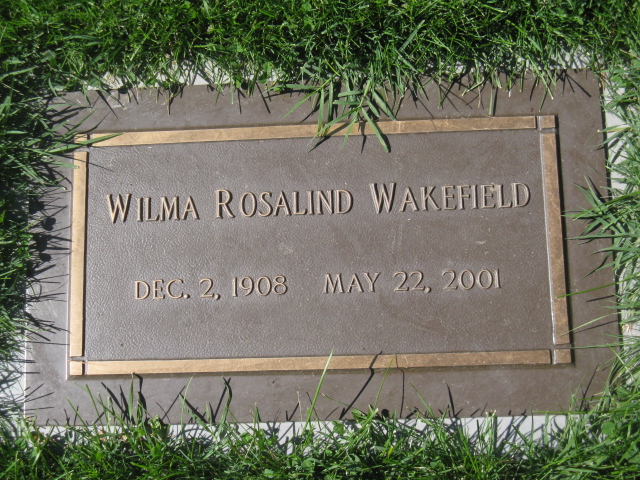 WILMA ROSALIND WAKEFIELD
DEC. 2, 1908 MAY 22, 2001